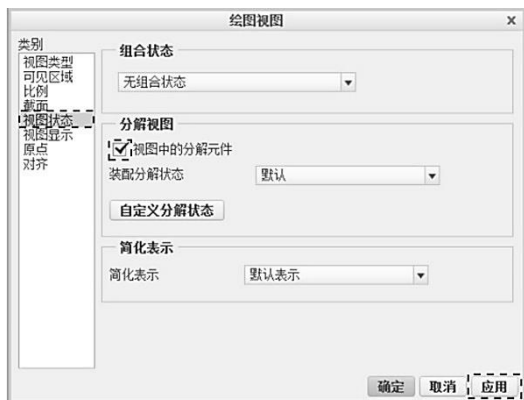 绘图视图
x
类别
视图类型
可见区域
比例
截面
视图状态
视图显示
原点
对齐
组合状态
无组合状态
分解视图
视图中的分解元件
装配分解状态 默认
自定义分解状态
简化表示
简化表示 默认表示
确定 取消 应用